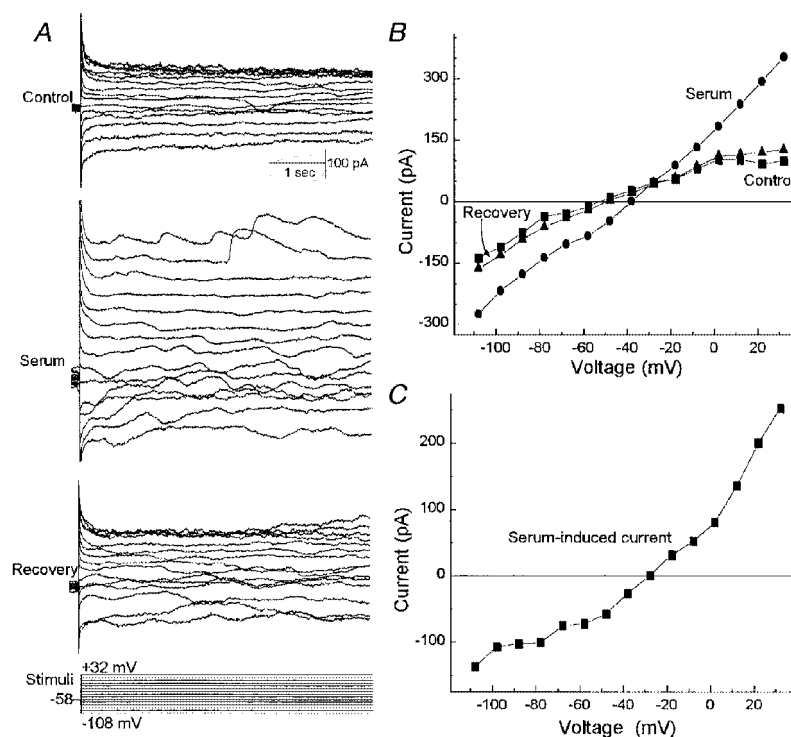 A
Control
1 sec
100 pA
Serum
Recovery
+32 mV
Stimuli
-58
-108 mV
B
Current (pA)
300
150
0
-150
-300
Serum
Control
Recovery
-100 -80 -60 -40 -20 0 20
Voltage (mV)
C
Current (pA)
200
100
0
-100
Serum-induced current
-100 -80 -60 -40 -20 0 20
Voltage (mV)